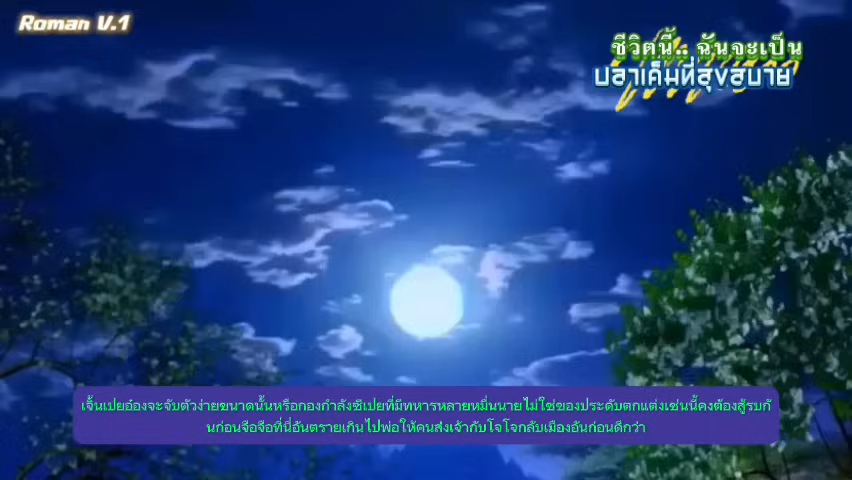 Roman V.1
ชีวิตนี้.. ฉันจะเป็น
ปลาเค็มที่สุขสบาย
เจิ้นเปยอ๋องจะจับตัวง่ายขนาดนั้นหรือกองกำลังซีเปยที่มีทหารหลายหมื่นนายไม่ใช่ของประดับตกแต่งเช่นนี้คงต้องสู้รบกั
นก่อนจือจือที่นี่อันตรายเกินไปพ่อให้คนส่งเจ้ากับโจโจกลับเมืองอันก่อนดีกว่า